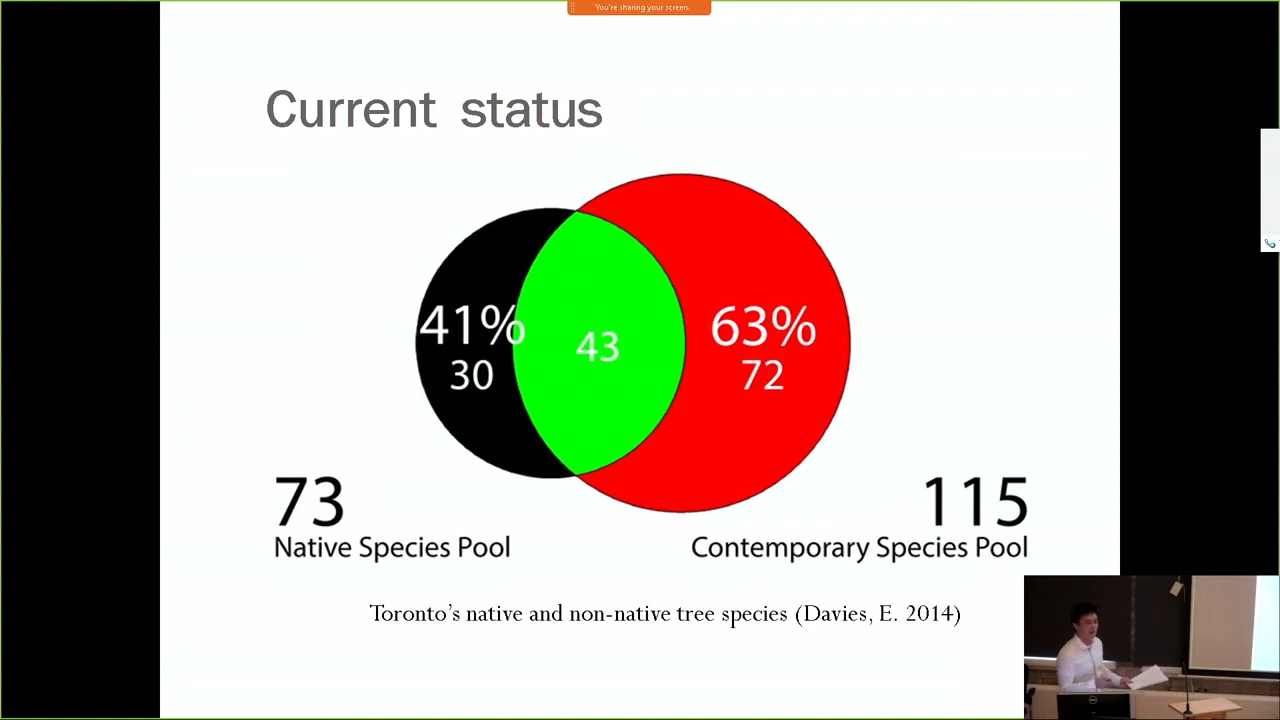 You're sharing your screen.
Current status
41%
30
43
63%
72
73
Native Species Pool
115
Contemporary Species Pool
Toronto's native and non-native tree species (Davies, E. 2014)